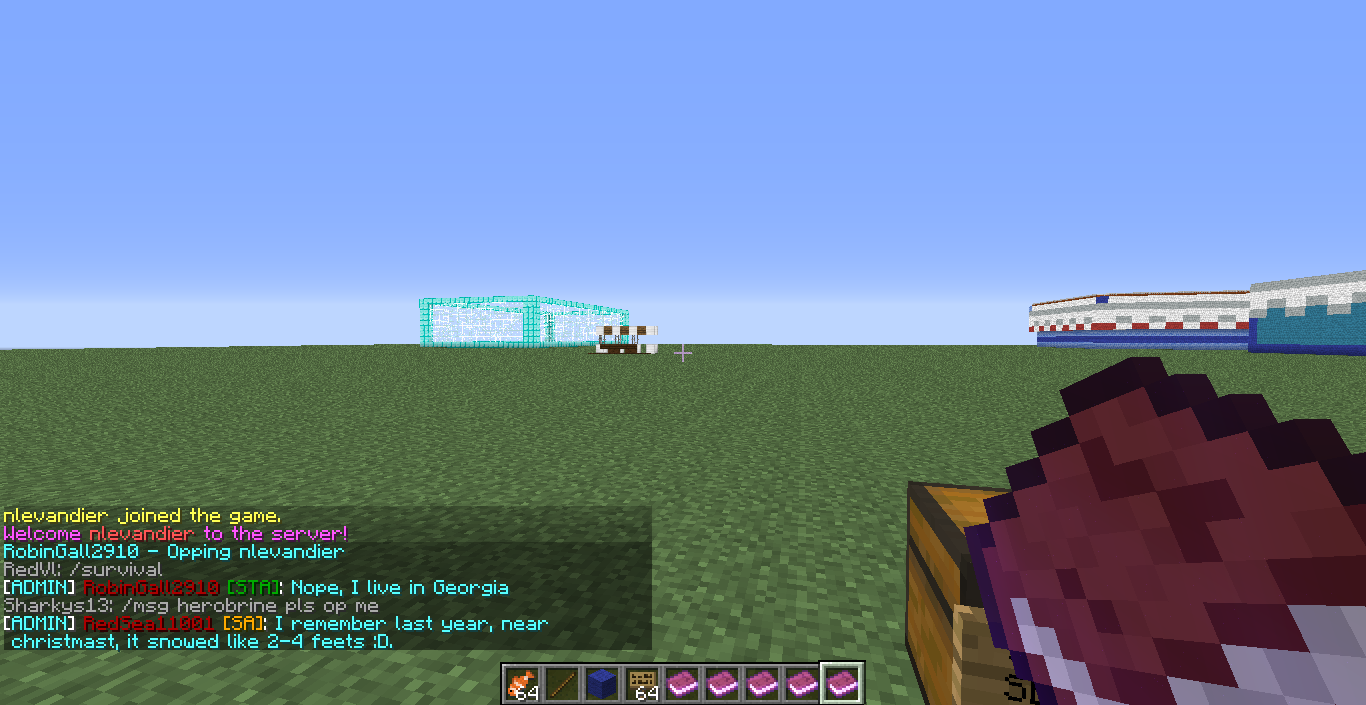 nlevandier joined the game.
Welcome nlevandier to the server!
RobinGall2910 - Opping nlevandier
RedVl: /survival
[ADMIN] RobinGall2910 [STA]: Nope, I live in Georgia
Sharkys13: /msg herobrine pls op me
[ADMIN] RedSea11001 [SA]: I remember last year, near
christmast, it snowed like 2-4 feets :D.
64
64